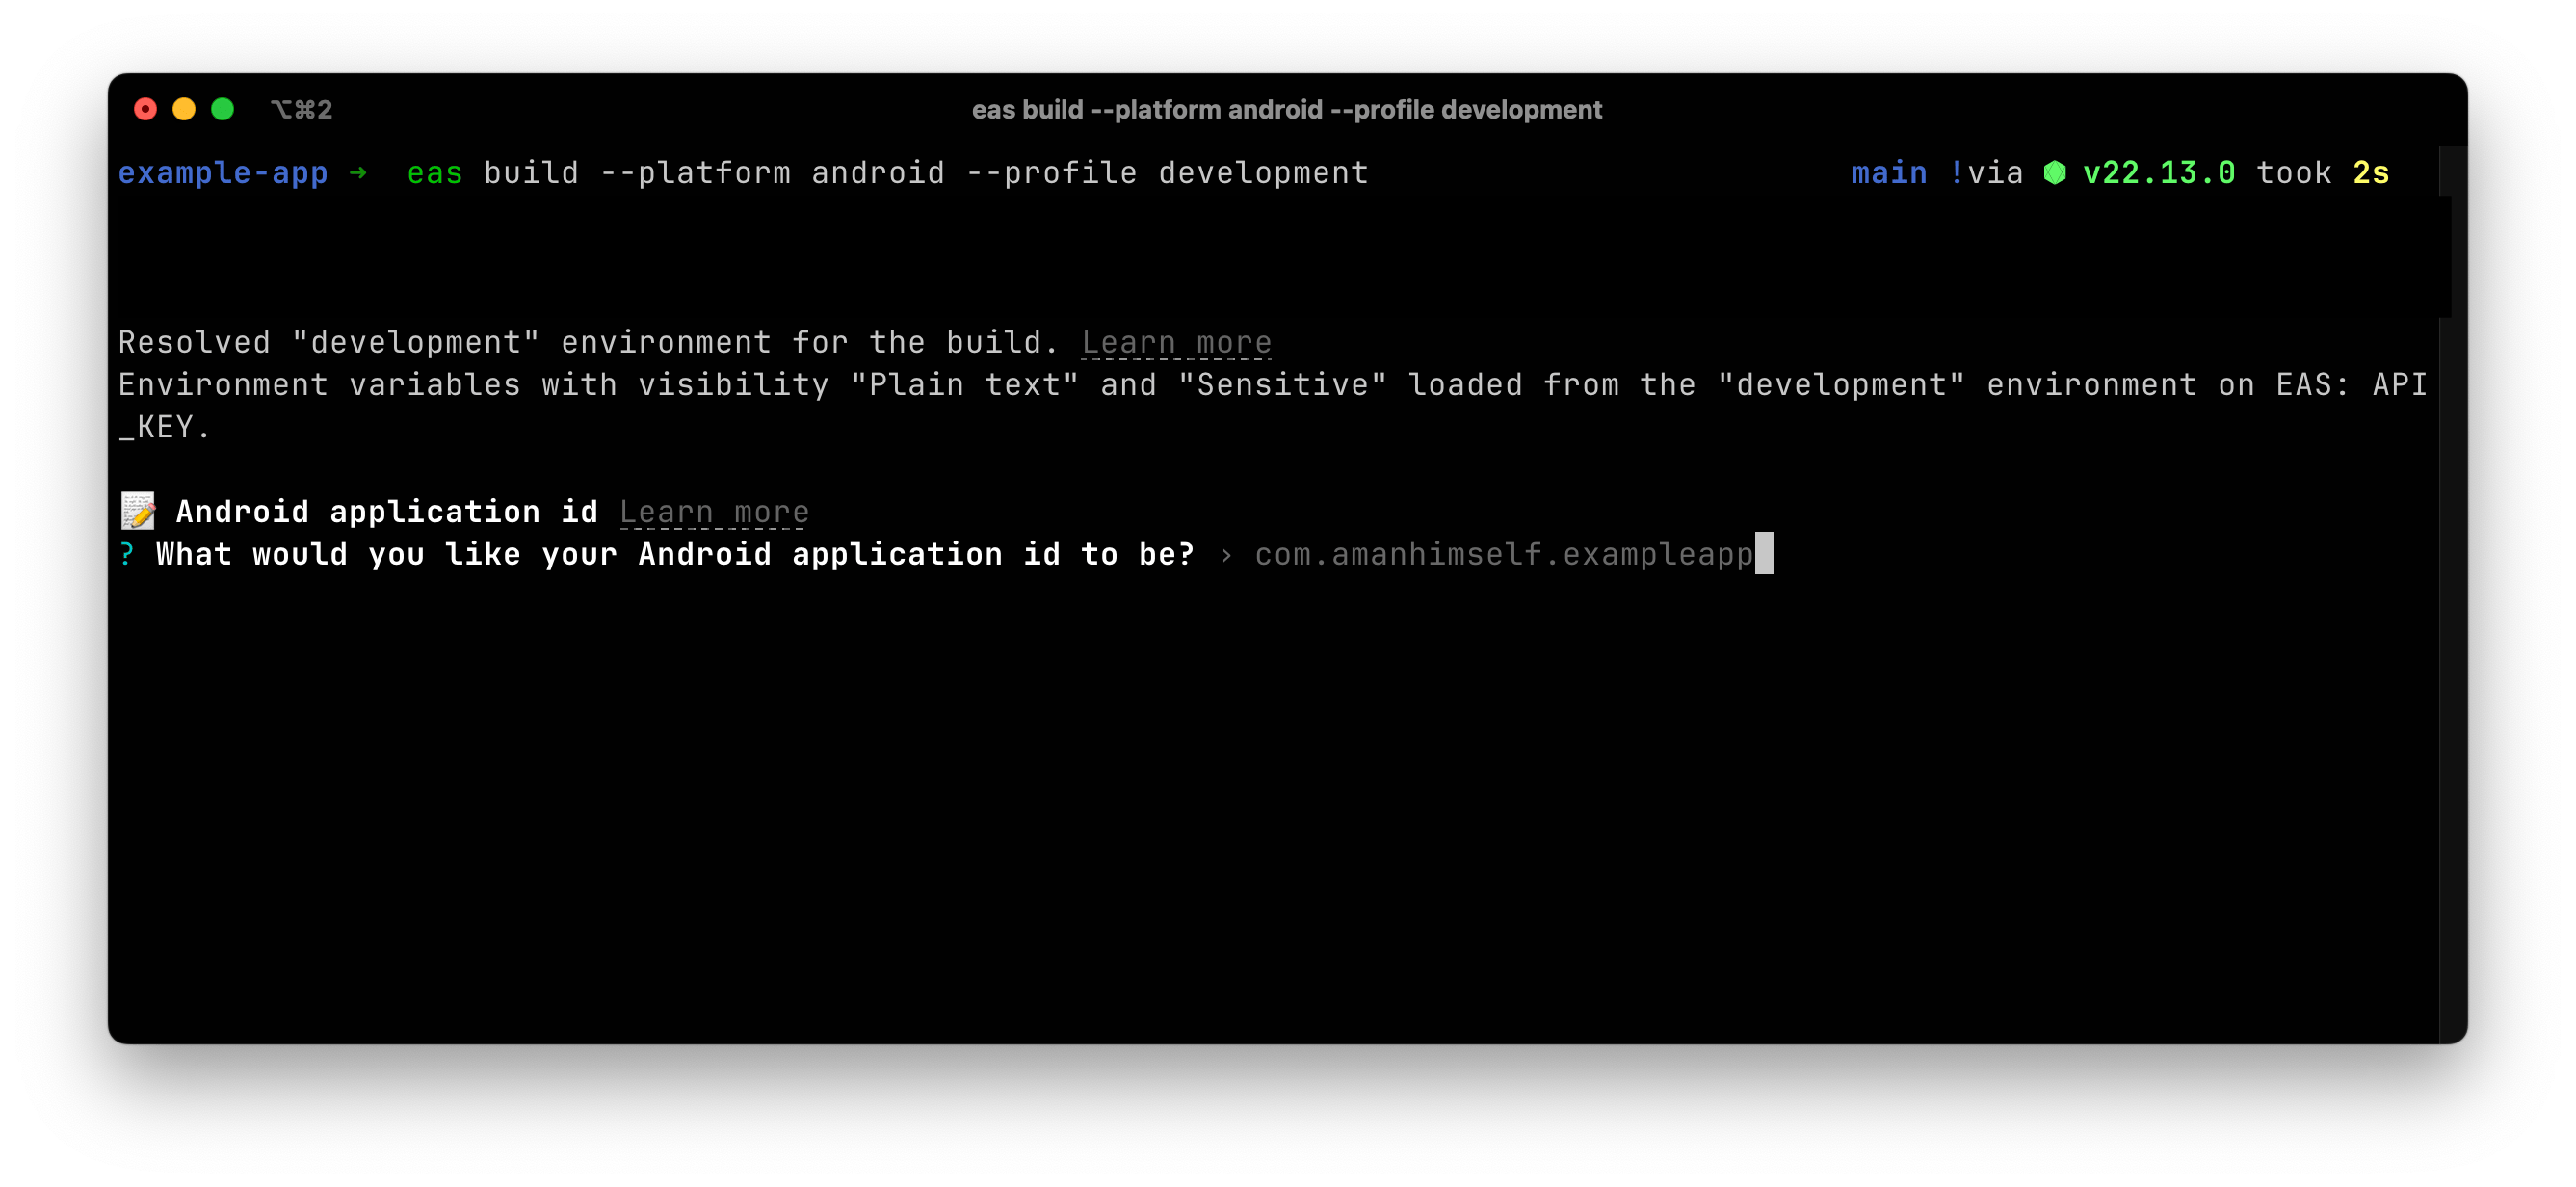 ⌥⌘2 eas build --platform android --profile development
example-app → eas build --platform android --profile development main !via ⬢ v22.13.0 took 2s
Resolved "development" environment for the build. Learn more
Environment variables with visibility "Plain text" and "Sensitive" loaded from the "development" environment on EAS: API
_KEY.
📝 Android application id Learn more
? What would you like your Android application id to be? › com.amanhimself.exampleapp